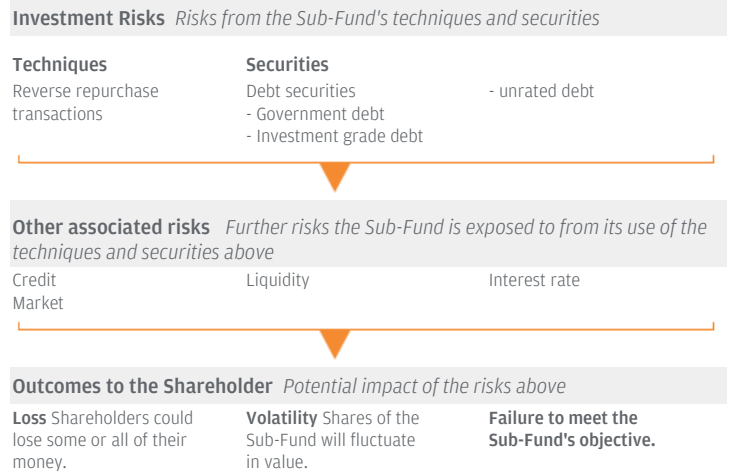 Investment Risks Risks from the Sub-Fund's techniques and securities
Techniques
Reverse repurchase
transactions
Securities
Debt securities
- Government debt
- Investment grade debt
- unrated debt
Other associated risks Further risks the Sub-Fund is exposed to from its use of the
techniques and securities above
Credit
Market
Liquidity
Interest rate
Outcomes to the Shareholder Potential impact of the risks above
Loss Shareholders could
lose some or all of their
money.
Volatility Shares of the
Sub-Fund will fluctuate
in value.
Failure to meet the
Sub-Fund's objective.